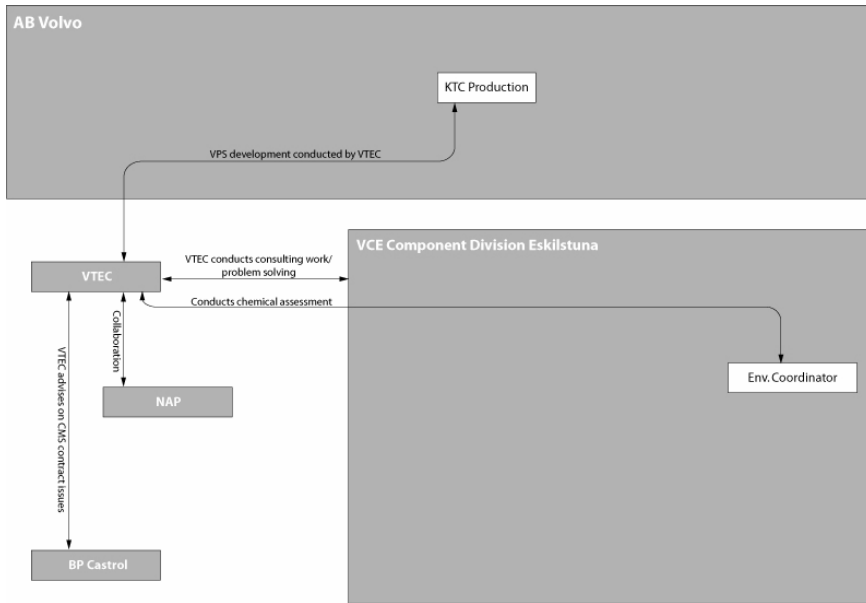 AB Volvo
KTC Production
VPS development conducted by VTEC
VCE Component Division Eskilstuna
VTEC conducts consulting work/
problem solving
VTEC
Conducts chemical assessment
Collaboration
VTEC advises on
CMS contract issues
Env. Coordinator
NAP
BP Castrol